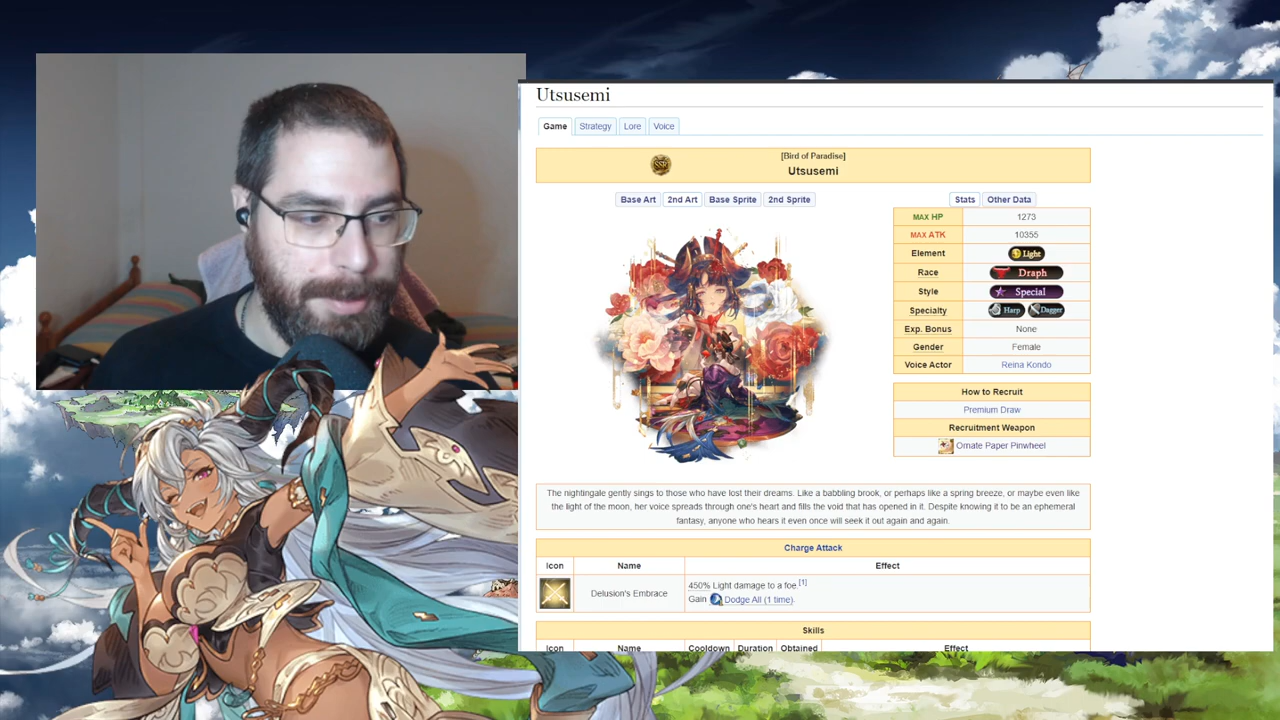 Utsusemi
Game Strategy Lore Voice
SSR
[Bird of Paradise]
Utsusemi
Base Art 2nd Art Base Sprite 2nd Sprite
Stats Other Data
MAX HP 1273
MAX ATK 10355
Element Light
Race Draph
Style Special
Specialty Harp Dagger
Exp. Bonus None
Gender Female
Voice Actor Reina Kondo
How to Recruit
Premium Draw
Recruitment Weapon
Ornate Paper Pinwheel
The nightingale gently sings to those who have lost their dreams. Like a babbling brook, or perhaps like a spring breeze, or maybe even like
the light of the moon, her voice spreads through one's heart and fills the void that has opened in it. Despite knowing it to be an ephemeral
fantasy, anyone who hears it even once will seek it out again and again.
Charge Attack
Icon Name Effect
Delusion's Embrace
450% Light damage to a foe.[1]
Gain Dodge All (1 time).
Skills
Icon Name Cooldown Duration Obtained Effect